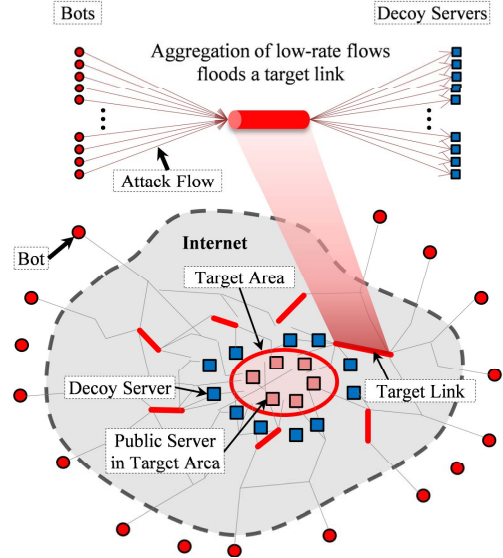 Bots
Decoy Servers
Aggregation of low-rate flows
floods a target link
Attack Flow
Bot
Internet
Target Area
Decoy Server
Target Link
Public Server
in Target Area